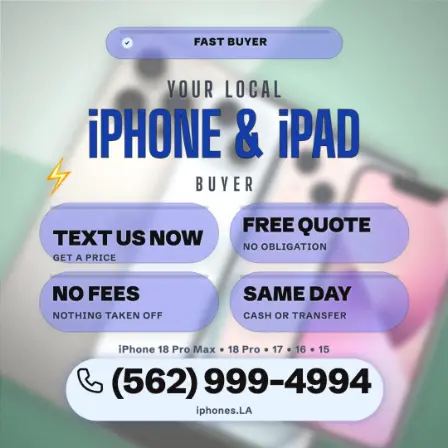 FAST BUYER
YOUR LOCAL
iPHONE & iPAD
BUYER
TEXT US NOW
GET A PRICE
FREE QUOTE
NO OBLIGATION
NO FEES
NOTHING TAKEN OFF
SAME DAY
CASH OR TRANSFER
iPhone 18 Pro Max • 18 Pro • 17 • 16 • 15
(562) 999-4994
iphones.LA